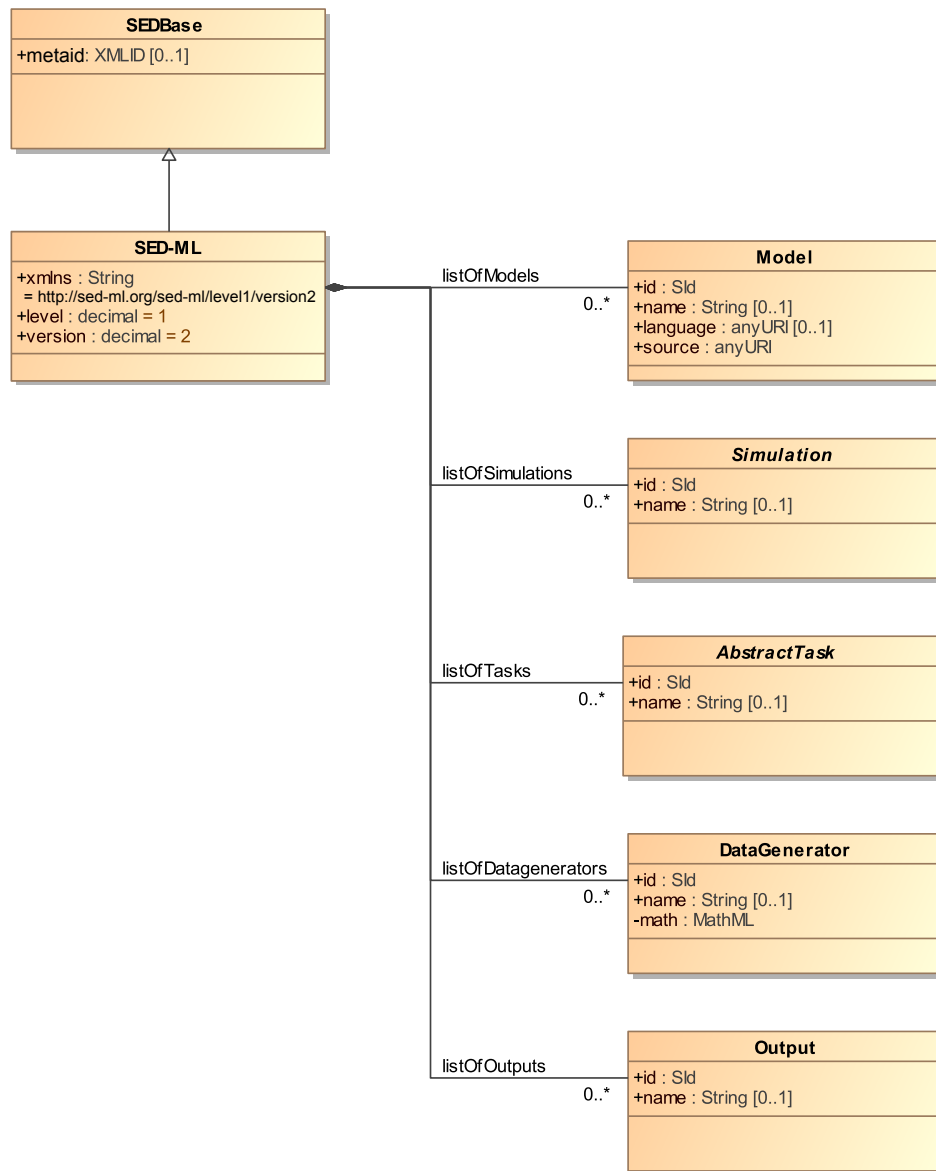 SEDBase
+metaid: XMLID [0..1]
SED-ML
+xmlns : String
= http://sed-ml.org/sed-ml/level1/version2
+level : decimal = 1
+version : decimal = 2
listOfModels
0..*
Model
+id : SId
+name : String [0..1]
+language : anyURI [0..1]
+source : anyURI
listOfSimulations
0..*
Simulation
+id : SId
+name : String [0..1]
listOfTasks
0..*
AbstractTask
+id : SId
+name : String [0..1]
listOfDatagenerators
0..*
DataGenerator
+id : SId
+name : String [0..1]
-math : MathML
listOfOutputs
0..*
Output
+id : SId
+name : String [0..1]